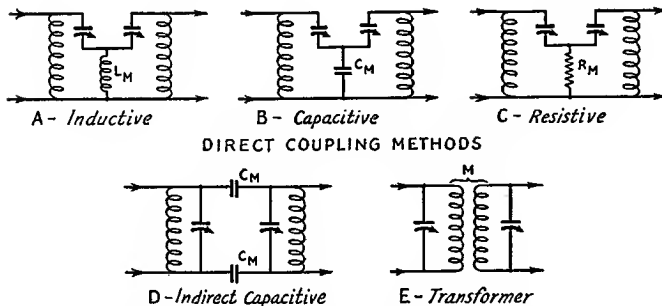 L_M
C_M
R_M
A - Inductive
B - Capacitive
C - Resistive
DIRECT COUPLING METHODS
C_M
M
C_M
D - Indirect Capacitive
E - Transformer